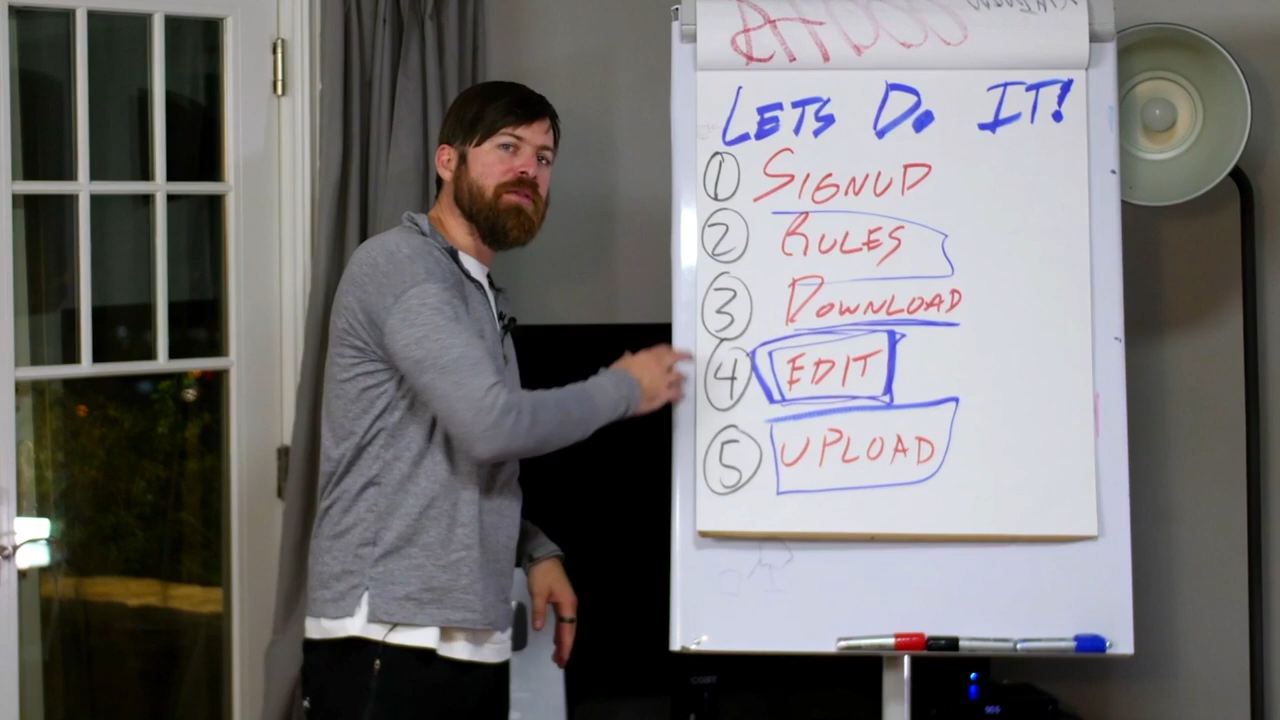 LETS DO IT!
1 SIGNUP
2 RULES
3 DOWNLOAD
4 EDIT
5 UPLOAD